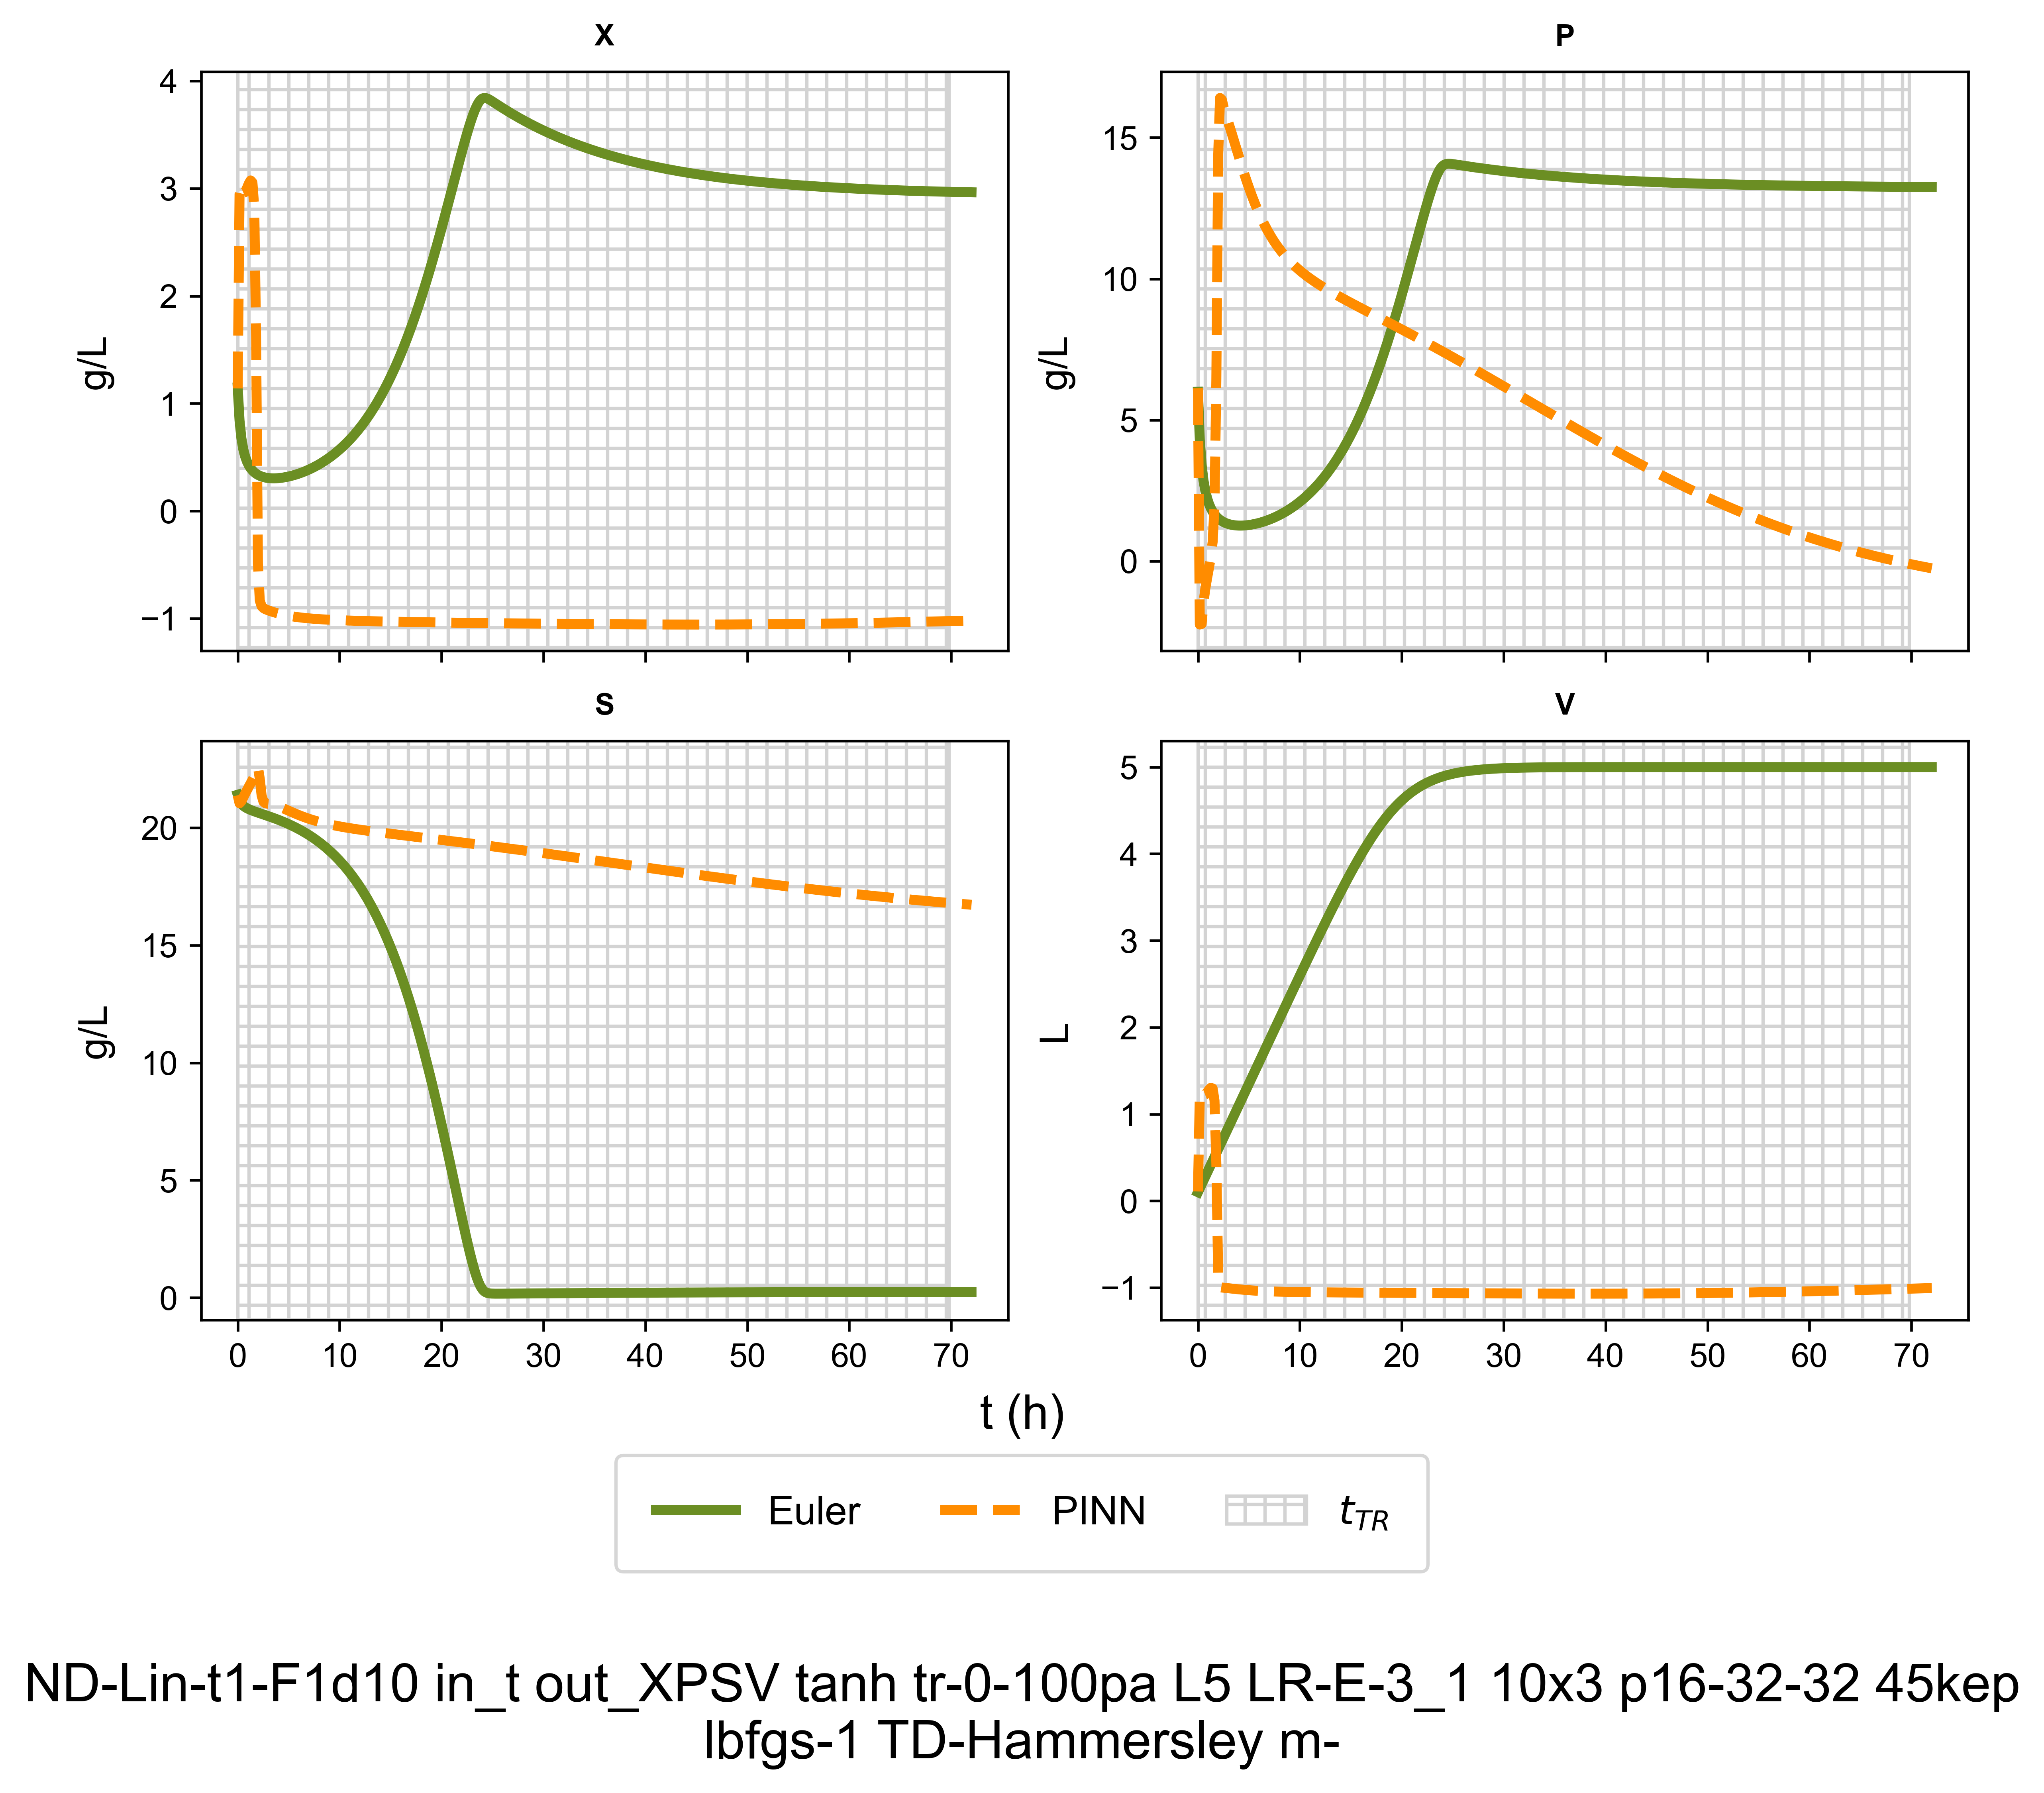 X
P
4
3
2
1
0
−1
g/L
15
10
5
0
g/L
S
V
20
15
10
5
0
g/L
5
4
3
2
1
0
−1
L
0 10 20 30 40 50 60 70
0 10 20 30 40 50 60 70
t (h)
Euler PINN t_TR
ND-Lin-t1-F1d10 in_t out_XPSV tanh tr-0-100pa L5 LR-E-3_1 10x3 p16-32-32 45kep
lbfgs-1 TD-Hammersley m-